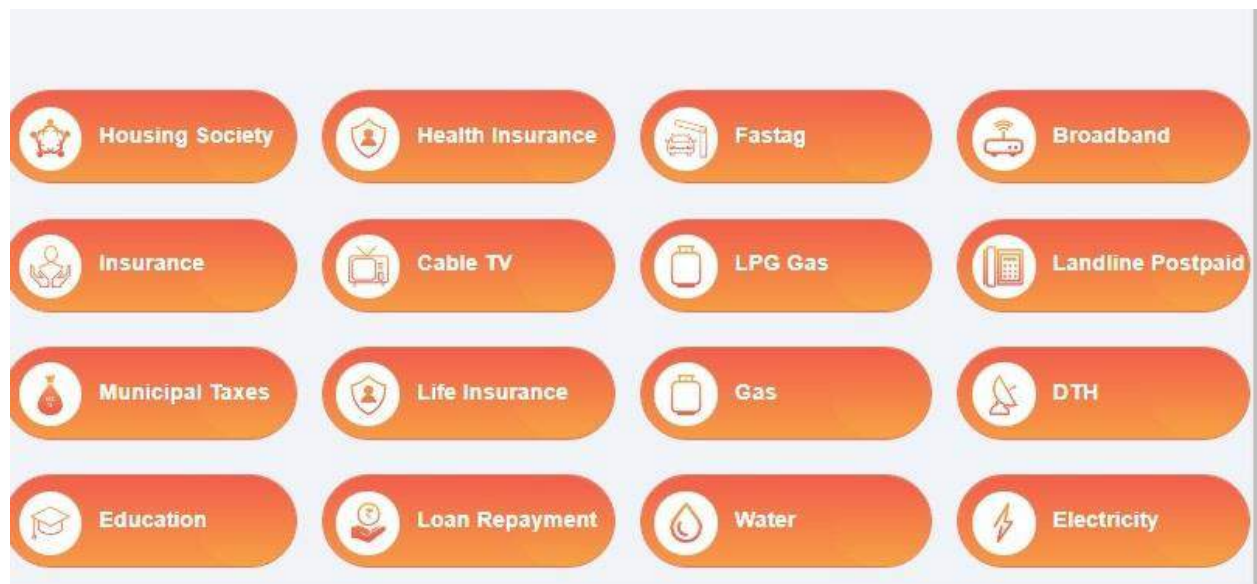 Housing Society
Health Insurance
Fastag
Broadband
Insurance
Cable TV
LPG Gas
Landline Postpaid
Municipal Taxes
Life Insurance
Gas
DTH
Education
Loan Repayment
Water
Electricity